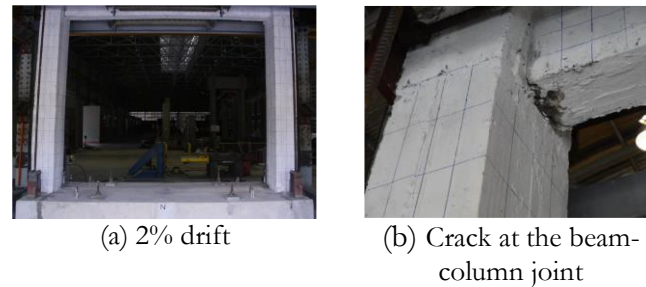 N
(a) 2% drift
(b) Crack at the beam-
column joint